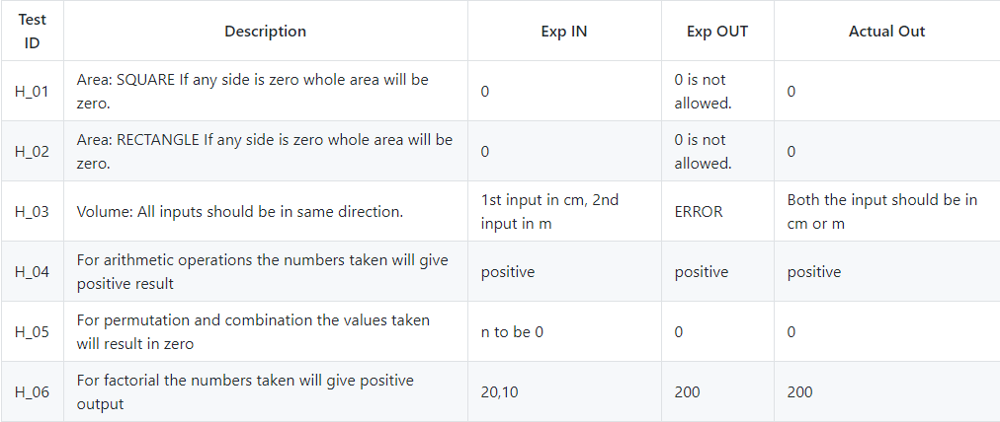 Test ID Description Exp IN Exp OUT Actual Out
H_01 Area: SQUARE If any side is zero whole area will be zero. 0 0 is not allowed. 0
H_02 Area: RECTANGLE If any side is zero whole area will be zero. 0 0 is not allowed. 0
H_03 Volume: All inputs should be in same direction. 1st input in cm, 2nd input in m ERROR Both the input should be in cm or m
H_04 For arithmetic operations the numbers taken will give positive result positive positive positive
H_05 For permutation and combination the values taken will result in zero n to be 0 0 0
H_06 For factorial the numbers taken will give positive output 20,10 200 200